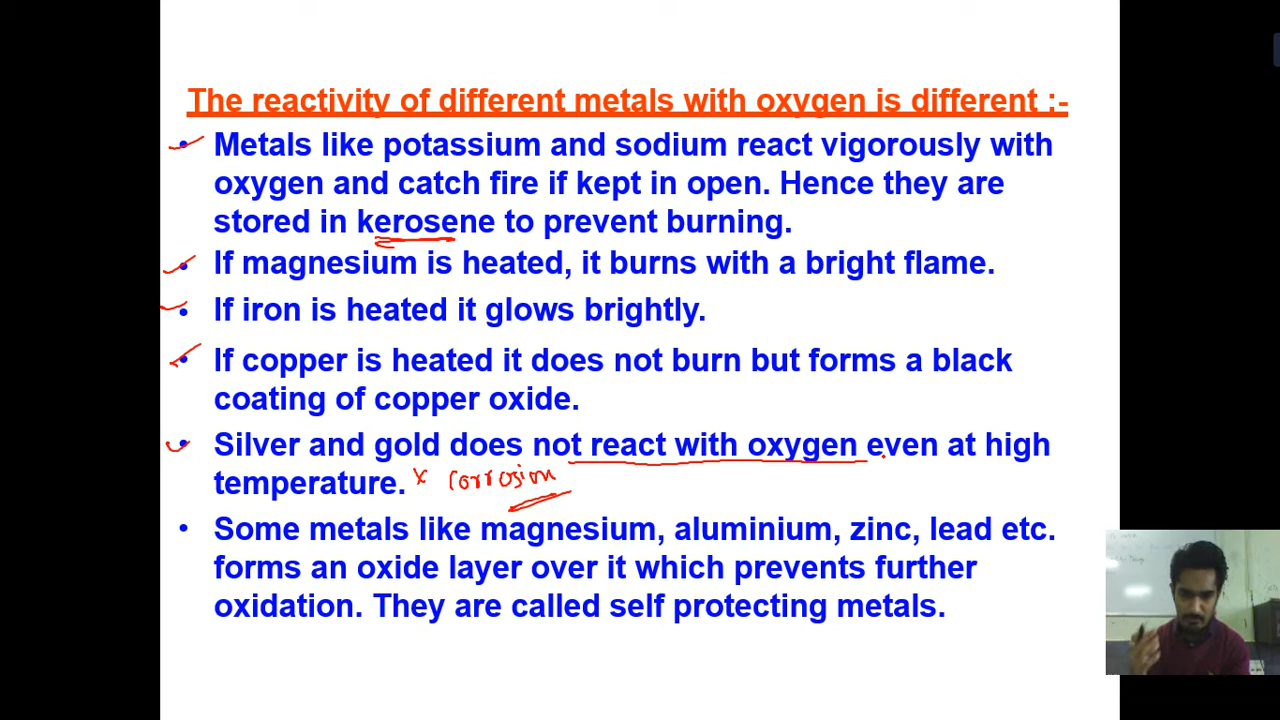 The reactivity of different metals with oxygen is different :-
• Metals like potassium and sodium react vigorously with
oxygen and catch fire if kept in open. Hence they are
stored in kerosene to prevent burning.
• If magnesium is heated, it burns with a bright flame.
• If iron is heated it glows brightly.
• If copper is heated it does not burn but forms a black
coating of copper oxide.
• Silver and gold does not react with oxygen even at high
temperature. x Corrosion
• Some metals like magnesium, aluminium, zinc, lead etc.
forms an oxide layer over it which prevents further
oxidation. They are called self protecting metals.